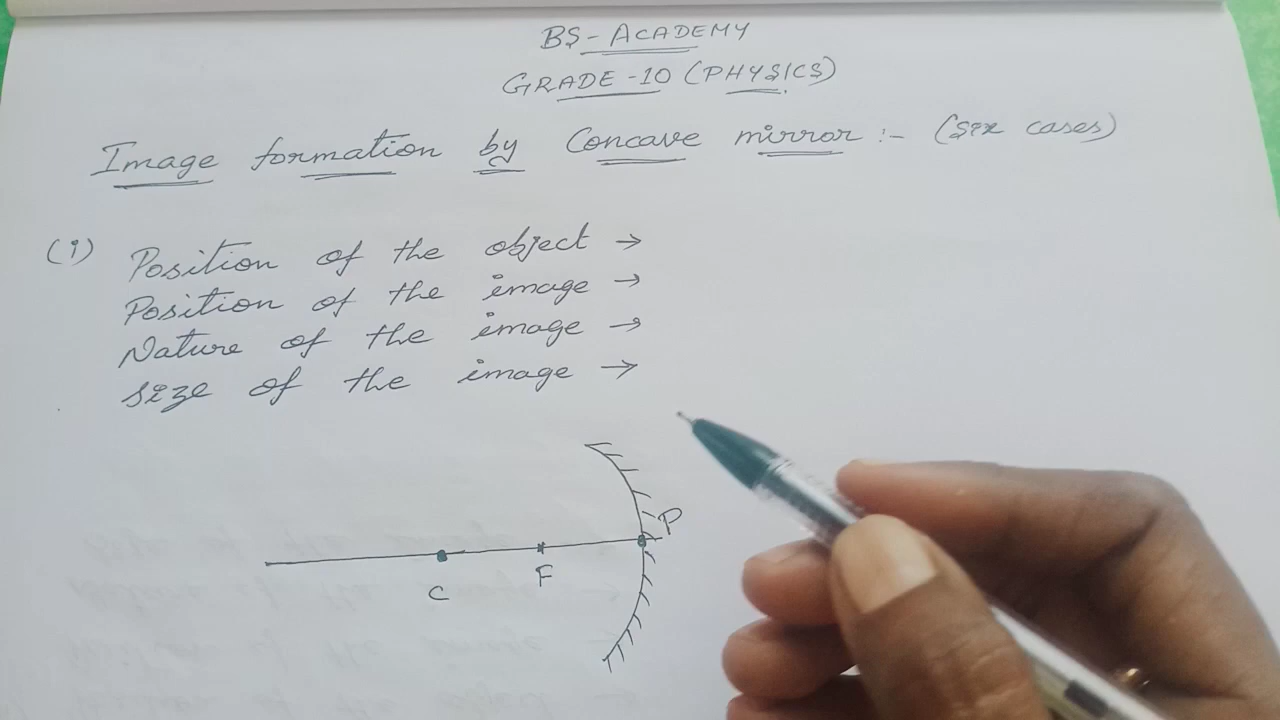 BS-ACADEMY
GRADE-10 (PHYSICS)
Image formation by Concave mirror :- (Six cases)
(i) Position of the object →
Position of the image →
Nature of the image →
Size of the image →
P
C F